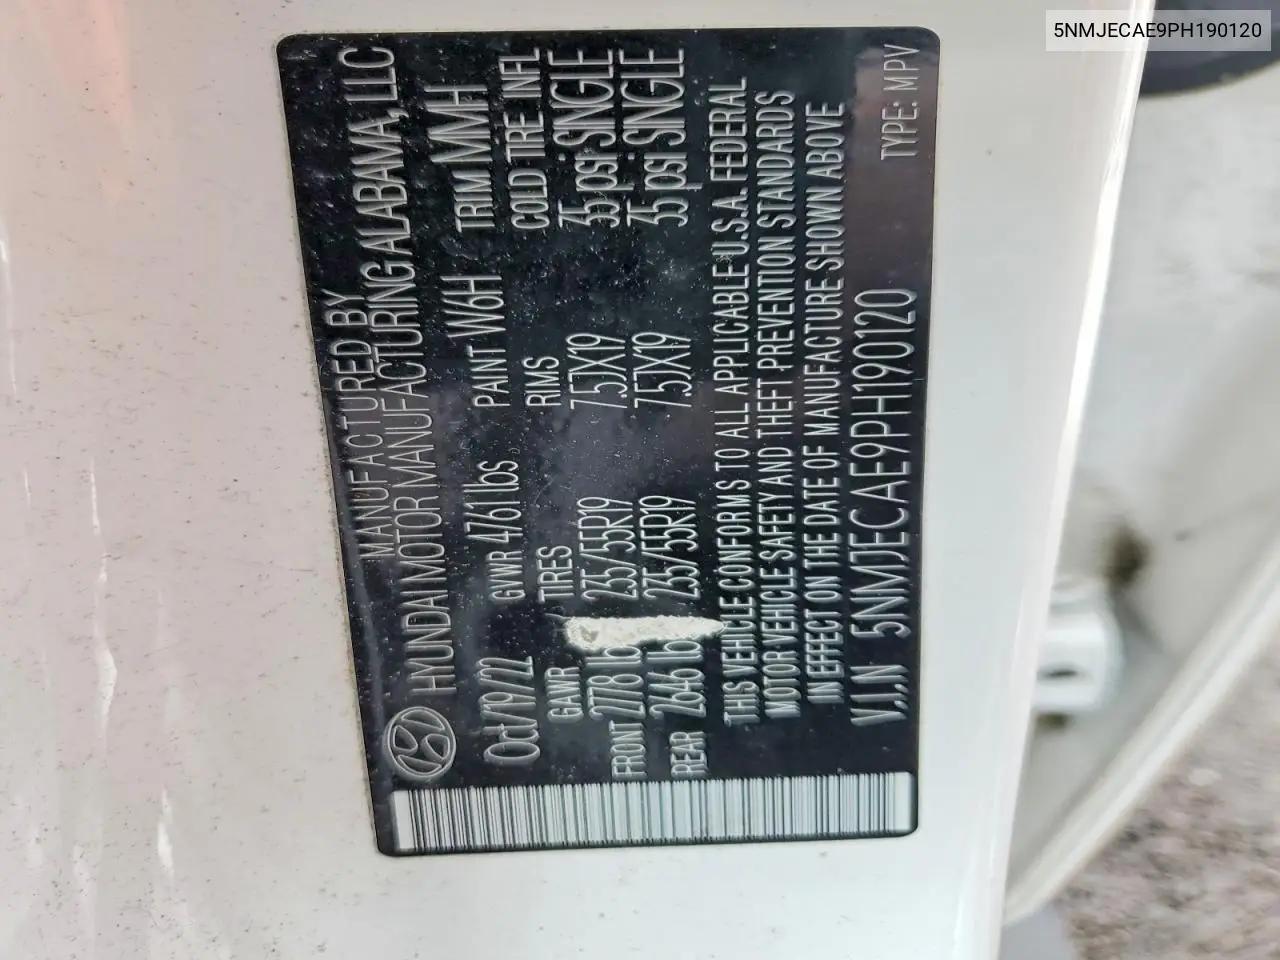 5NMJECAE9PH190120
MANUFACTURED BY
HYUNDAI MOTOR MANUFACTURING ALABAMA, LLC
Oct/19/22 GVWR 4761 lbs PAINT W6H TRIM MMH
GAWR TIRES RIMS COLD TIRE INFL
FRONT 2778 lb 235/55R19 7.5JX19 35 psi SINGLE
REAR 2646 lb 235/55R19 7.5JX19 35 psi SINGLE
THIS VEHICLE CONFORMS TO ALL APPLICABLE U.S.A. FEDERAL
MOTOR VEHICLE SAFETY AND THEFT PREVENTION STANDARDS
IN EFFECT ON THE DATE OF MANUFACTURE SHOWN ABOVE
V.I.N 5NMJECAE9PH190120 TYPE: MPV